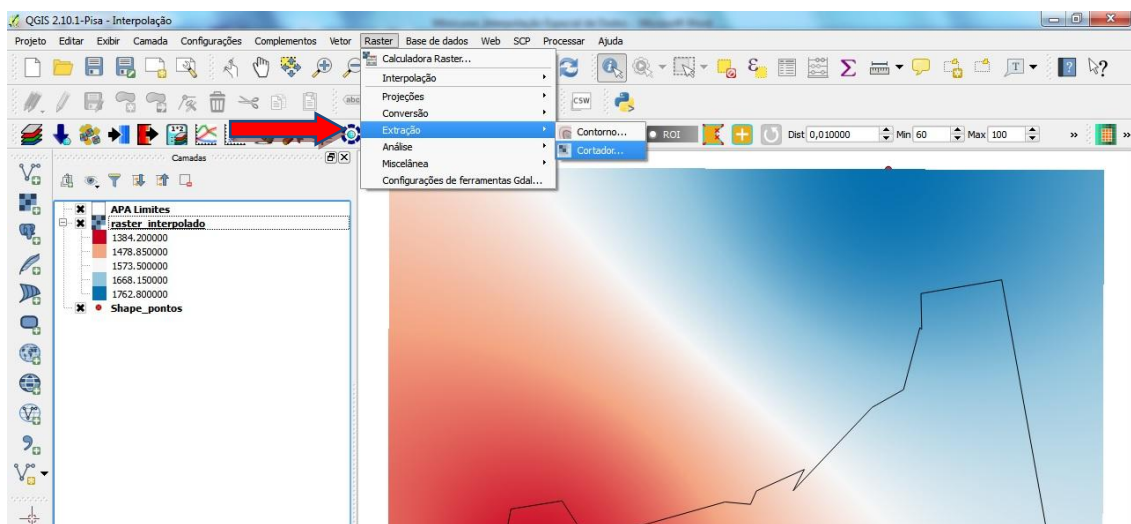 QGIS 2.10.1-Pisa - Interpolação
Projeto Editar Exibir Camada Configurações Complementos Vetor Raster Base de dados Web SCP Processar Ajuda
Calculadora Raster...
Interpolação
Projeções
Conversão
Extração
Análise
Miscelânea
Configurações de ferramentas Gdal...
Contorno...
Cortador...
CSW
ROI
Dist 0,010000
Min 60
Max 100
»
»
Camadas
APA Limites
raster_interpolado
1384.200000
1478.850000
1573.500000
1668.150000
1762.800000
Shape_pontos